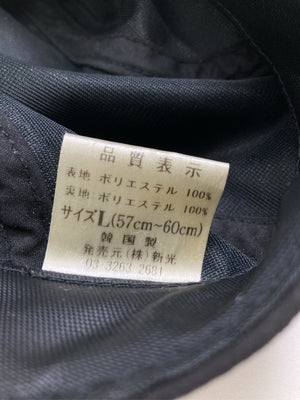 品質表示
表地 ポリエステル 100%
裏地 ポリエステル 100%
サイズL(57cm~60cm)
韓国製
発売元(株)新光
03 3263 2681